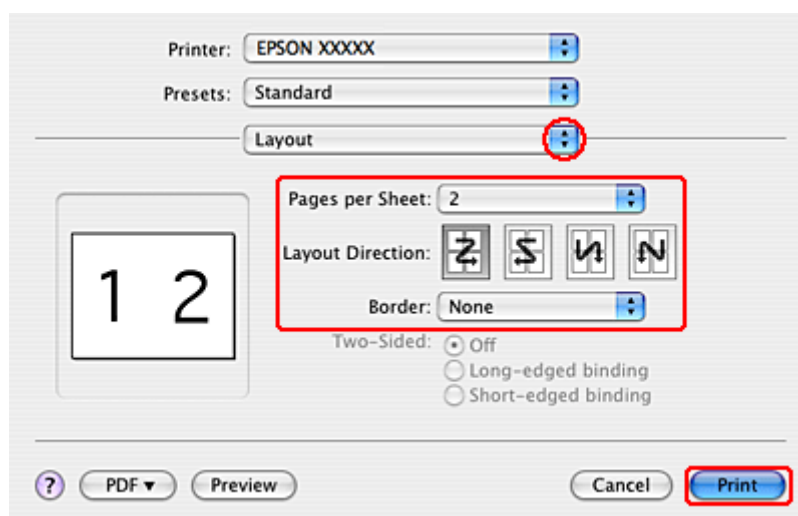 Printer: EPSON XXXXX
Presets: Standard
Layout
Pages per Sheet: 2
Layout Direction:
Border: None
1 2
Two-Sided: Off
Long-edged binding
Short-edged binding
? PDF▼ Preview Cancel Print